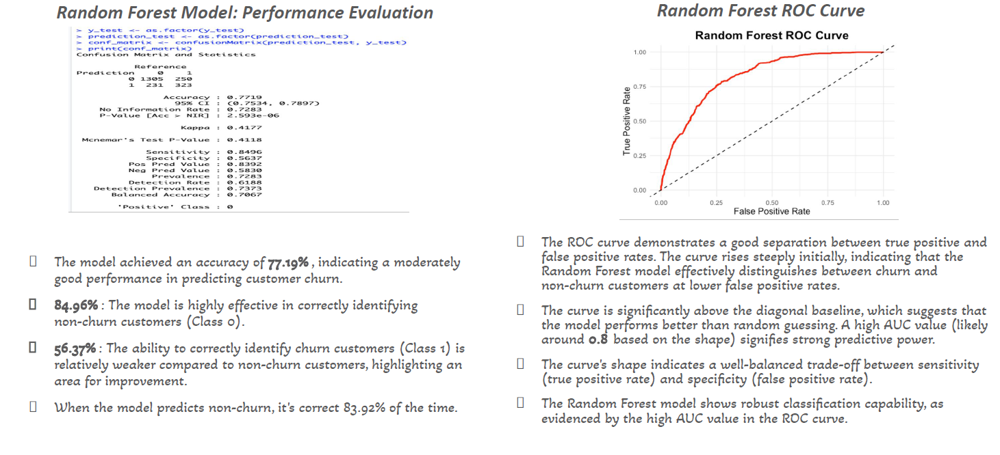 Random Forest Model: Performance Evaluation
> y_test <- as.factor(y_test)
> prediction_test <- as.factor(prediction_test)
> conf_matrix <- confusionMatrix(prediction_test, y_test)
> print(conf_matrix)
Confusion Matrix and Statistics
Reference
Prediction 0 1
0 1305 250
1 231 323
Accuracy : 0.7719
95% CI : (0.7534, 0.7897)
No Information Rate : 0.7283
P-Value [Acc > NIR] : 2.593e-06
Kappa : 0.4177
Mcnemar's Test P-Value : 0.4118
Sensitivity : 0.8496
Specificity : 0.5637
Pos Pred Value : 0.8392
Neg Pred Value : 0.5830
Prevalence : 0.7283
Detection Rate : 0.6188
Detection Prevalence : 0.7373
Balanced Accuracy : 0.7067
'Positive' Class : 0
The model achieved an accuracy of 77.19% , indicating a moderately
good performance in predicting customer churn.
84.96% : The model is highly effective in correctly identifying
non-churn customers (Class 0).
56.37% : The ability to correctly identify churn customers (Class 1) is
relatively weaker compared to non-churn customers, highlighting an
area for improvement.
When the model predicts non-churn, it's correct 83.92% of the time.
Random Forest ROC Curve
Random Forest ROC Curve
1.00
0.75
0.50
0.25
0.00
True Positive Rate
0.00 0.25 0.50 0.75 1.00
False Positive Rate
The ROC curve demonstrates a good separation between true positive and
false positive rates. The curve rises steeply initially, indicating that the
Random Forest model effectively distinguishes between churn and
non-churn customers at lower false positive rates.
The curve is significantly above the diagonal baseline, which suggests that
the model performs better than random guessing. A high AUC value (likely
around 0.8 based on the shape) signifies strong predictive power.
The curve's shape indicates a well-balanced trade-off between sensitivity
(true positive rate) and specificity (false positive rate).
The Random Forest model shows robust classification capability, as
evidenced by the high AUC value in the ROC curve.